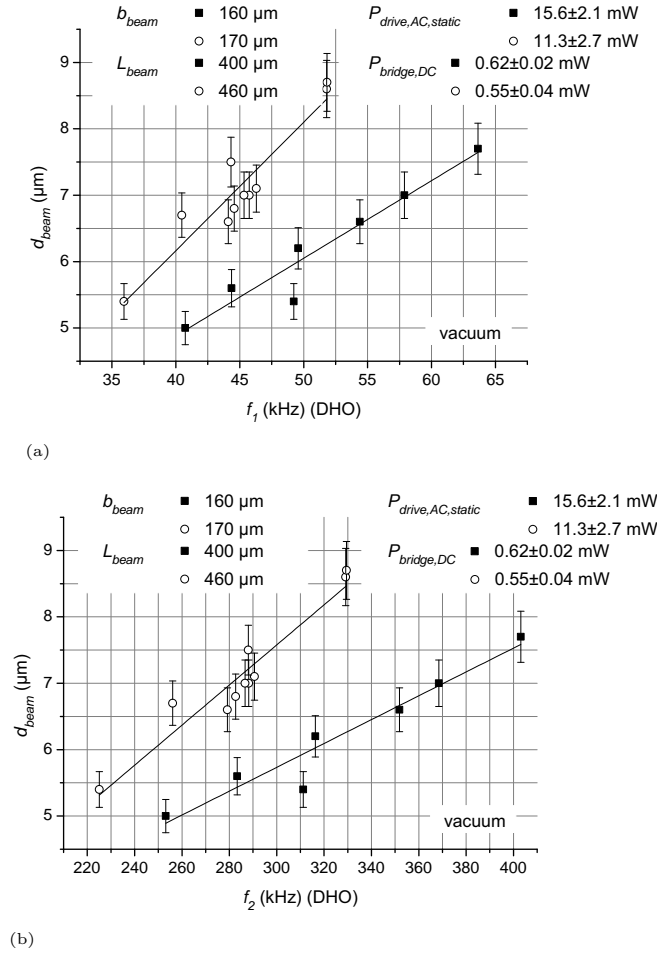 b_beam ■ 160 µm P_drive,AC,static ■ 15.6±2.1 mW
○ 170 µm ○ 11.3±2.7 mW
L_beam ■ 400 µm P_bridge,DC ■ 0.62±0.02 mW
○ 460 µm ○ 0.55±0.04 mW
9
8
7
6
5
d_beam (µm)
vacuum
35 40 45 50 55 60 65
f_1 (kHz) (DHO)
(a)
b_beam ■ 160 µm P_drive,AC,static ■ 15.6±2.1 mW
○ 170 µm ○ 11.3±2.7 mW
L_beam ■ 400 µm P_bridge,DC ■ 0.62±0.02 mW
○ 460 µm ○ 0.55±0.04 mW
9
8
7
6
5
d_beam (µm)
vacuum
220 240 260 280 300 320 340 360 380 400
f_2 (kHz) (DHO)
(b)